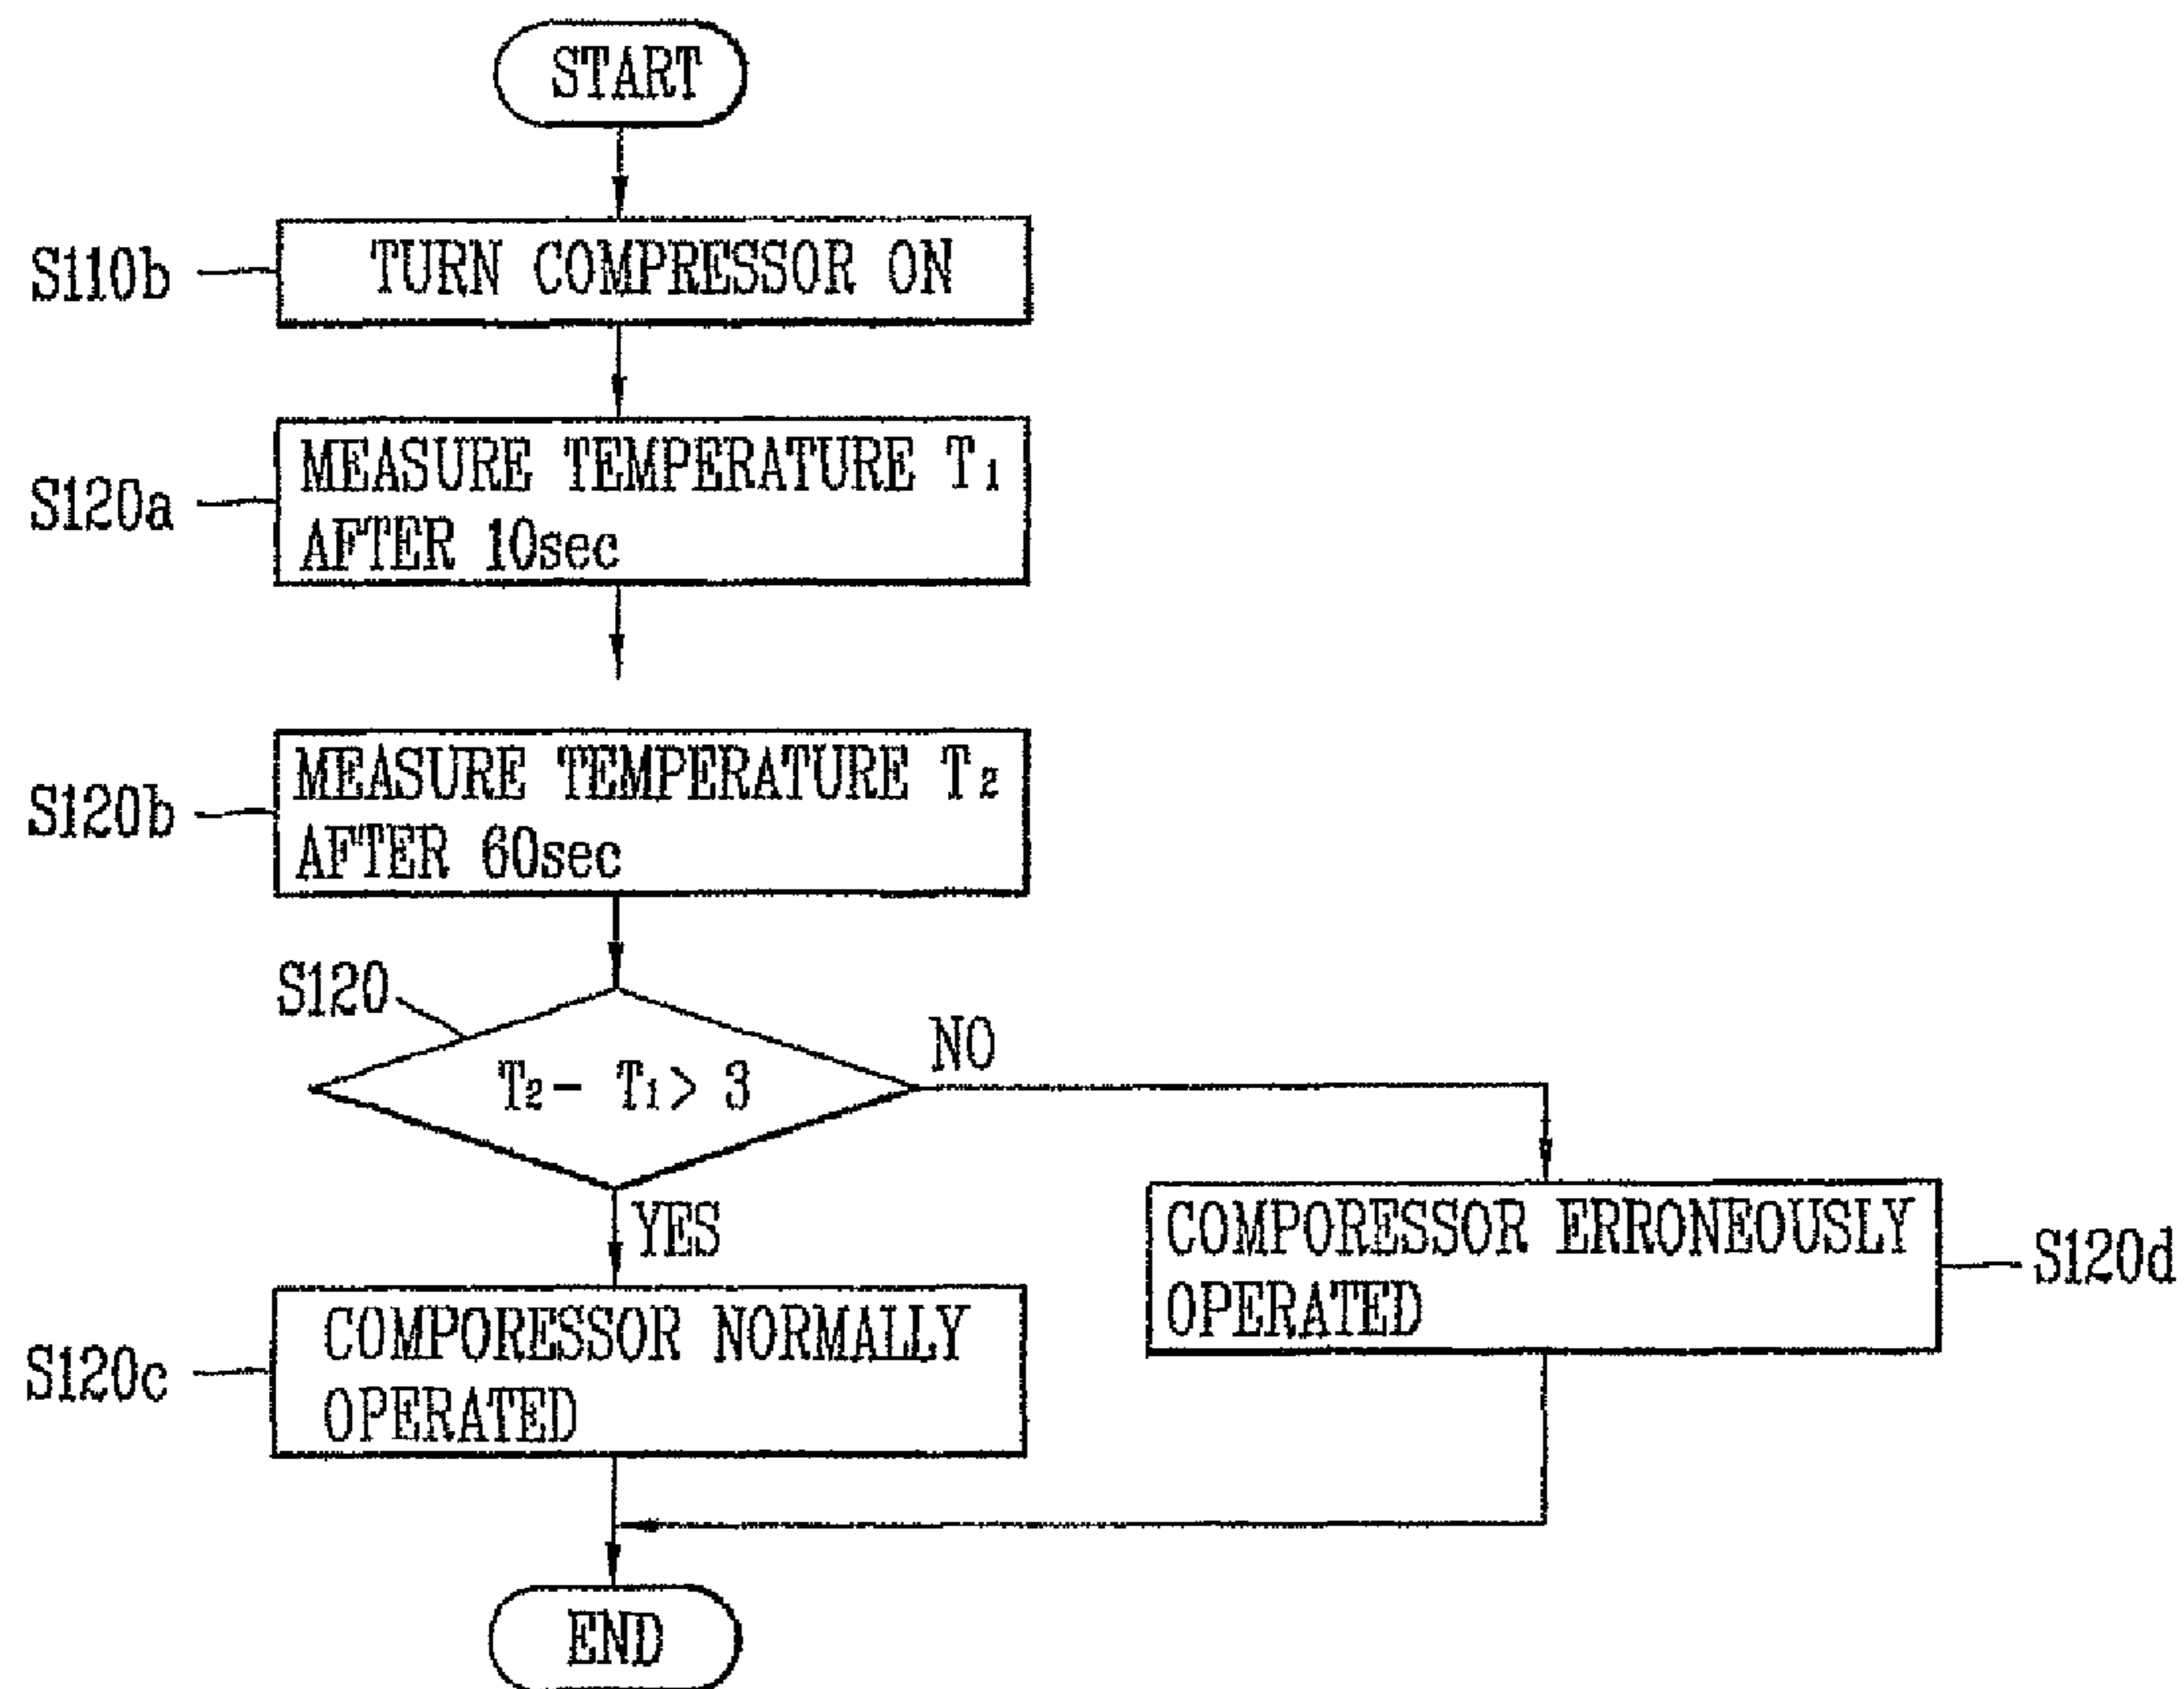 START
S110b
TURN COMPRESSOR ON
S120a
MEASURE TEMPERATURE T₁
AFTER 10sec
S120b
MEASURE TEMPERATURE T₂
AFTER 60sec
S120
T₂- T₁> 3
NO
YES
COMPORESSOR ERRONEOUSLY
OPERATED
S120d
S120c
COMPORESSOR NORMALLY
OPERATED
END